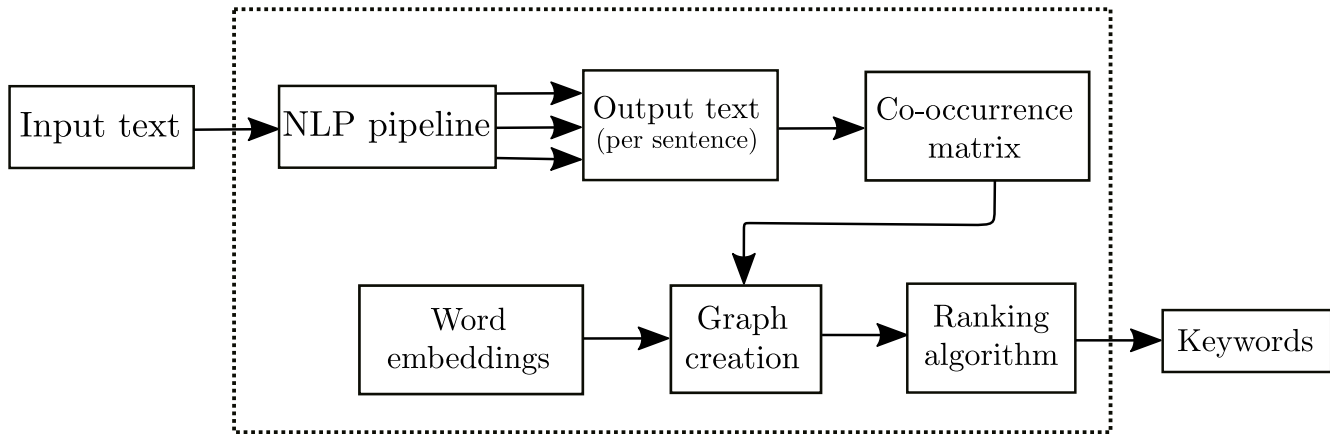 Input text
NLP pipeline
Output text
(per sentence)
Co-occurrence
matrix
Word
embeddings
Graph
creation
Ranking
algorithm
Keywords